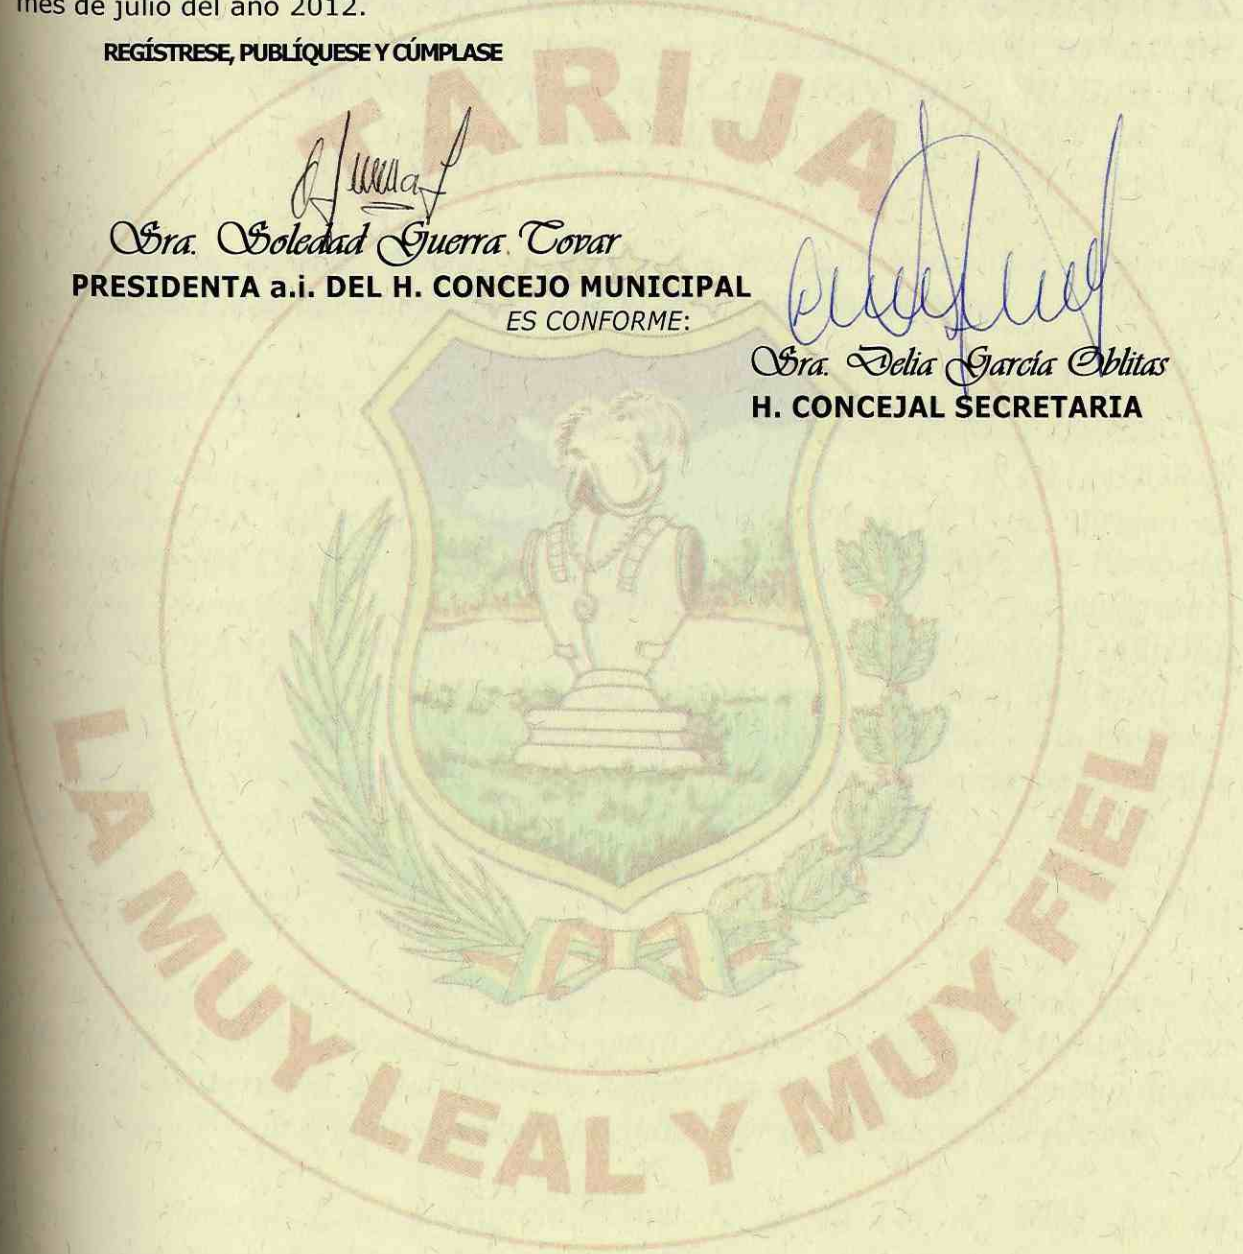 mes de julio del año 2012.
REGÍSTRESE, PUBLÍQUESE Y CÚMPLASE
Sra. Soledad Guerra Tovar
PRESIDENTA a.i. DEL H. CONCEJO MUNICIPAL
ES CONFORME:
Sra. Delia García Oblitas
H. CONCEJAL SECRETARIA
TARIJA
LA MUY LEAL Y MUY FIEL